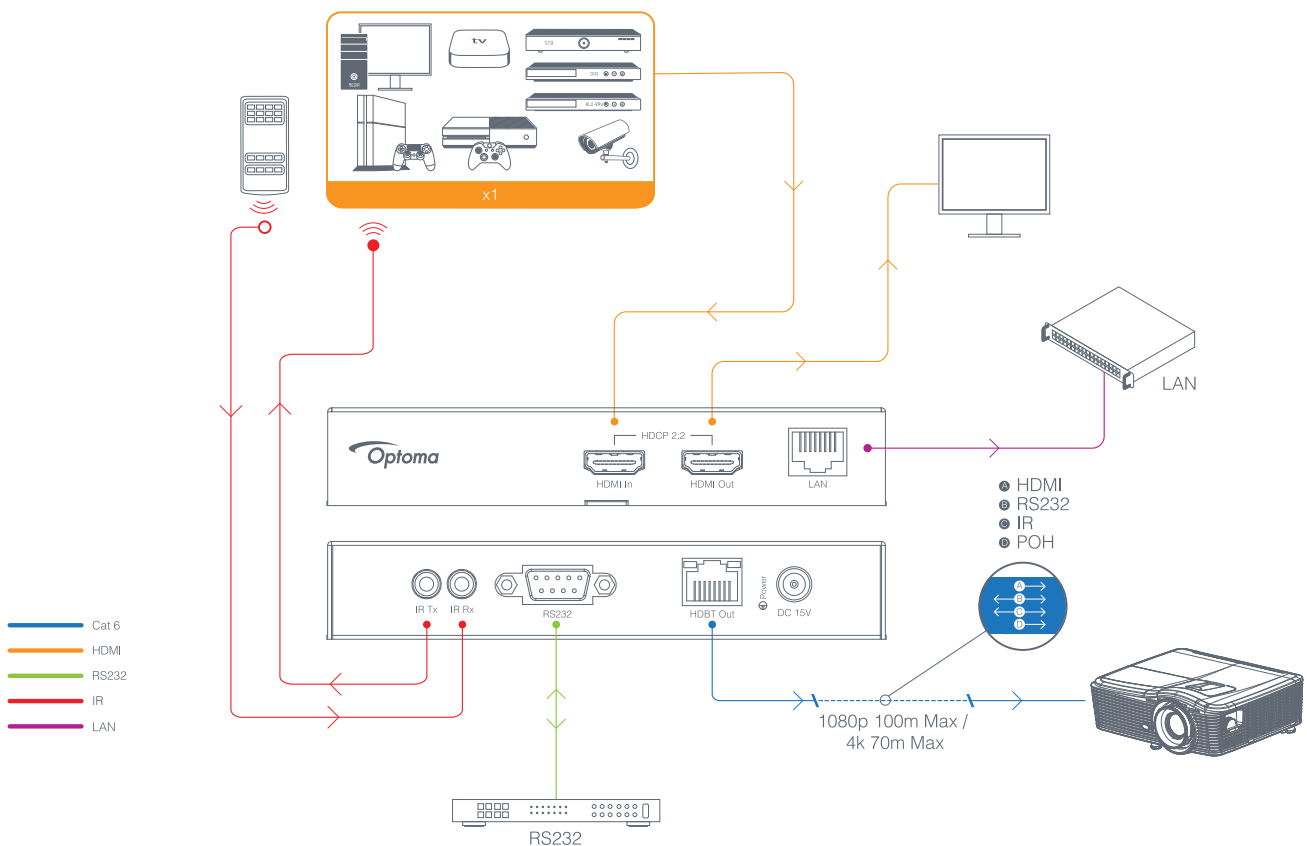 tv
STB
DVD
BLU-RAY
x1
LAN
HDCP 2.2
Optoma
HDMI In
HDMI Out
LAN
A HDMI
B RS232
C IR
D POH
A
B
C
D
IR Tx
IR Rx
RS232
HDBT Out
Power
DC 15V
Cat 6
HDMI
RS232
IR
LAN
1080p 100m Max /
4k 70m Max
RS232